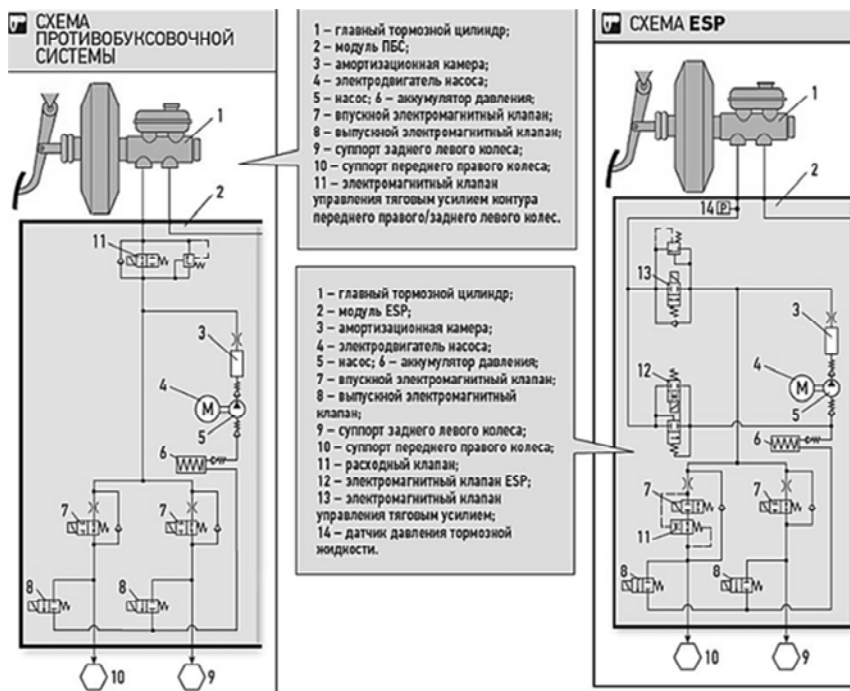 СХЕМА
ПРОТИВОБУКСОВОЧНОЙ
СИСТЕМЫ
1
2
11
3
4
M
5
6
7
7
8
8
10
9
1 – главный тормозной цилиндр;
2 – модуль ПБС;
3 – амортизационная камера;
4 – электродвигатель насоса;
5 – насос; 6 – аккумулятор давления;
7 – впускной электромагнитный клапан;
8 – выпускной электромагнитный клапан;
9 – суппорт заднего левого колеса;
10 – суппорт переднего правого колеса;
11 – электромагнитный клапан
управления тяговым усилием контура
переднего правого/заднего левого колес.
1 – главный тормозной цилиндр;
2 – модуль ESP;
3 – амортизационная камера;
4 – электродвигатель насоса;
5 – насос; 6 – аккумулятор давления;
7 – впускной электромагнитный клапан;
8 – выпускной электромагнитный
клапан;
9 – суппорт заднего левого колеса;
10 – суппорт переднего правого колеса;
11 – расходный клапан;
12 – электромагнитный клапан ESP;
13 – электромагнитный клапан
управления тяговым усилием;
14 – датчик давления тормозной
жидкости.
СХЕМА ESP
1
2
14 P
13
3
12
4
M
5
6
7
7
11
8
8
10
9